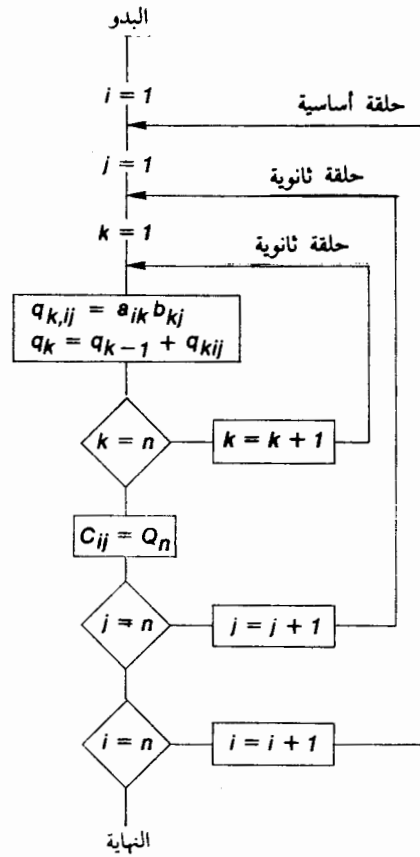 البدو
i = 1
حلقة أساسية
j = 1
حلقة ثانوية
k = 1
حلقة ثانوية
q_{k,ij} = a_{ik} b_{kj}
q_k = q_{k-1} + q_{kij}
k = n
k = k + 1
C_{ij} = Q_n
j = n
j = j + 1
i = n
i = i + 1
النهاية